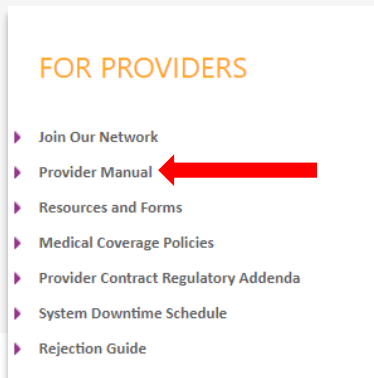 FOR PROVIDERS
Join Our Network
Provider Manual
Resources and Forms
Medical Coverage Policies
Provider Contract Regulatory Addenda
System Downtime Schedule
Rejection Guide